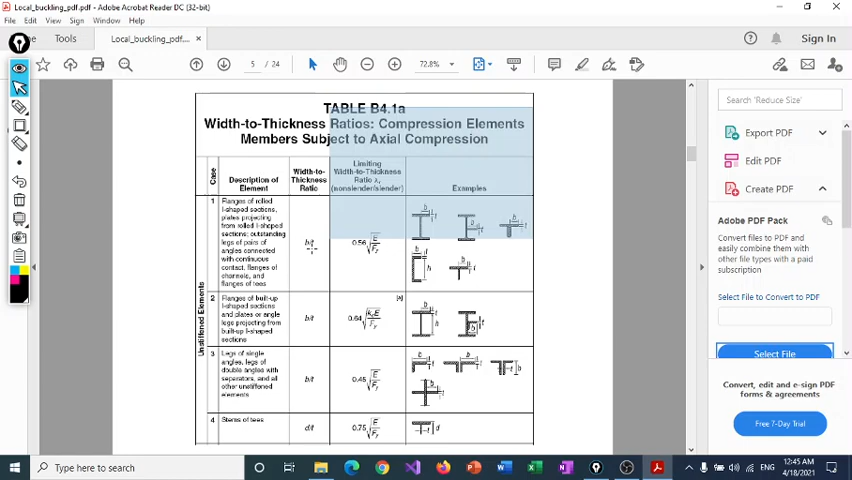 Local_buckling_pdf.pdf - Adobe Acrobat Reader DC (32-bit)
File Edit View Sign Window Help
Tools
Local_buckling_pdf... ×
Sign In
5 / 24
72.8%
TABLE B4.1a
Width-to-Thickness Ratios: Compression Elements
Members Subject to Axial Compression
Case
Description of
Element
Width-to-
Thickness
Ratio
Limiting
Width-to-Thickness
Ratio λr
(nonslender/slender)
Examples
Unstiffened Elements
1
Flanges of rolled
I-shaped sections,
plates projecting
from rolled I-shaped
sections; outstanding
legs of pairs of
angles connected
with continuous
contact, flanges of
channels, and
flanges of tees
b/t
0.56√E/Fy
b
t
b
t
b
t
b
t
h
b
t
2
Flanges of built-up
I-shaped sections
and plates or angle
legs projecting from
built-up I-shaped
sections
b/t
[a]
0.64√kcE/Fy
b
t
h
b
t
3
Legs of single
angles, legs of
double angles with
separators, and all
other unstiffened
elements
b/t
0.45√E/Fy
b
t
b
t
t
b
b
t
4
Stems of tees
d/t
0.75√E/Fy
t
d
Search 'Reduce Size'
Export PDF
Edit PDF
Create PDF
Adobe PDF Pack
Convert files to PDF and
easily combine them
with other file types with a
paid subscription
Select File to Convert to PDF
Select File
Convert, edit and e-sign PDF
forms & agreements
Free 7-Day Trial
Type here to search
ENG
12:45 AM
4/18/2021